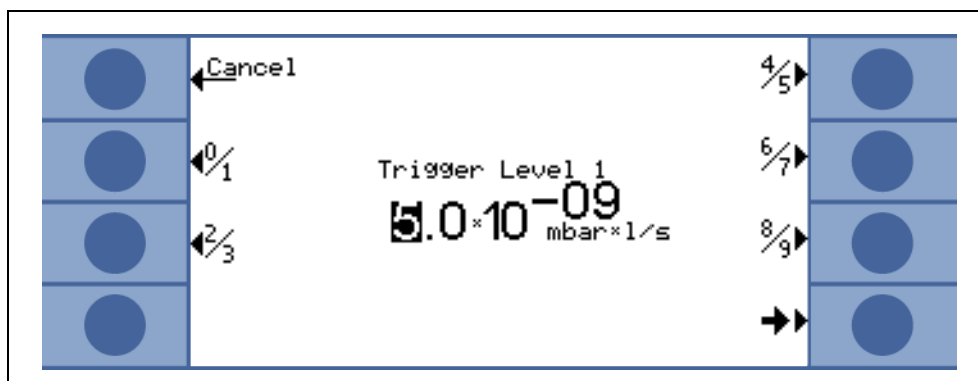 Cancel
4/5
0/1
6/7
Trigger Level 1
5.0×10⁻⁰⁹
mbar×l/s
2/3
8/9